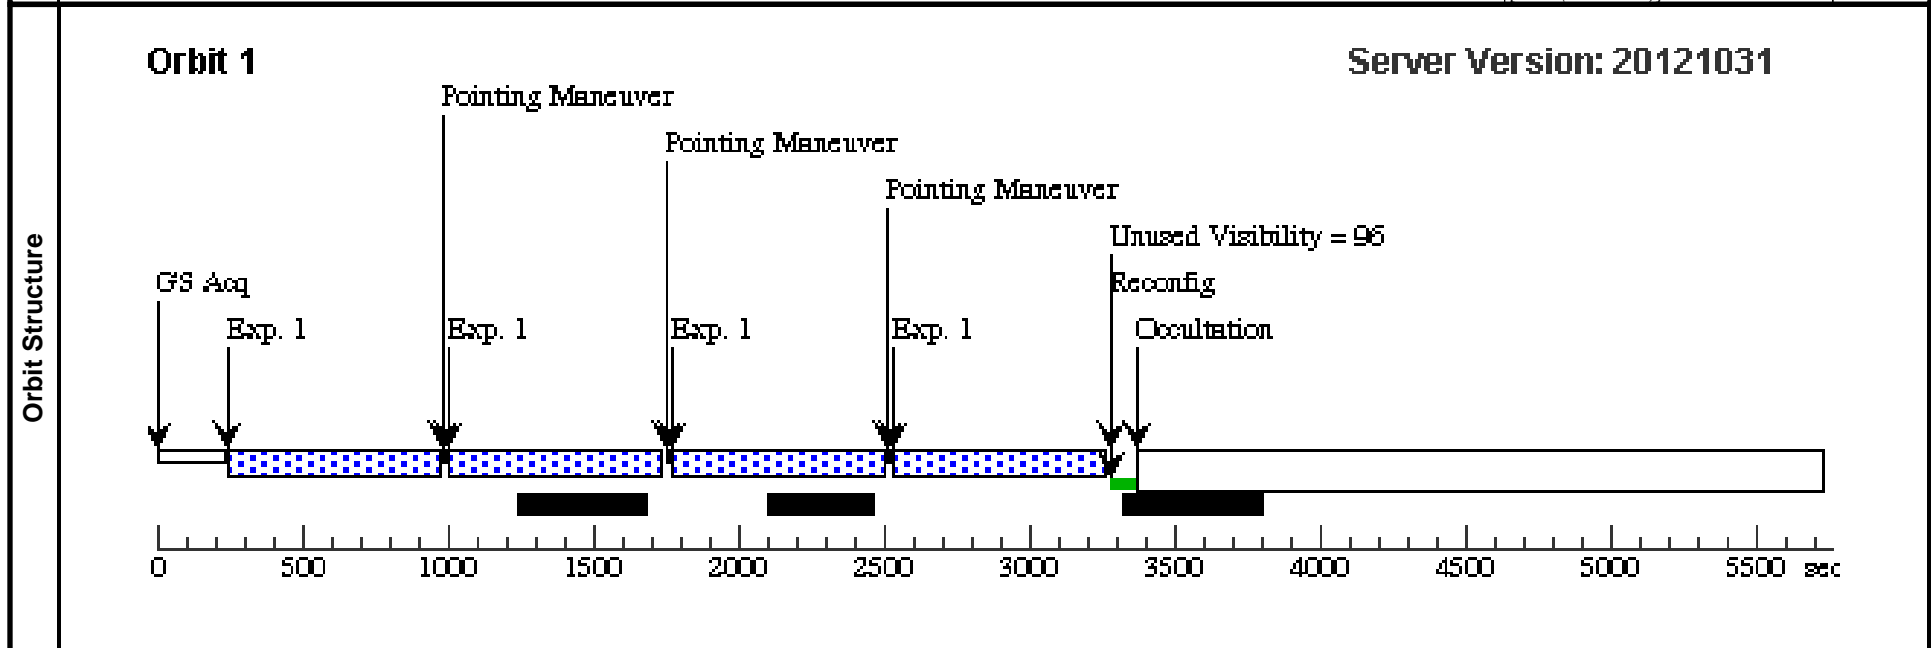 Orbit 1
Server Version: 20121031
Pointing Maneuver
Pointing Maneuver
Pointing Maneuver
Unused Visibility = 96
GS Acq
Reconfig
Exp. 1
Exp. 1
Exp. 1
Exp. 1
Occultation
Orbit Structure
0 500 1000 1500 2000 2500 3000 3500 4000 4500 5000 5500 sec